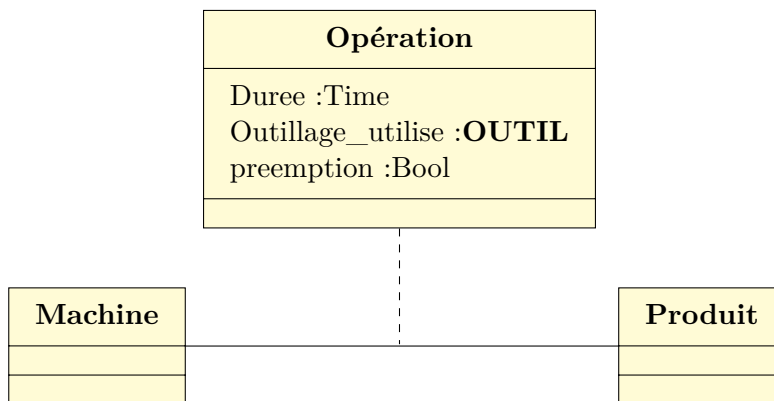 Opération
Duree :Time
Outillage_utilise :OUTIL
preemption :Bool
Machine
Produit